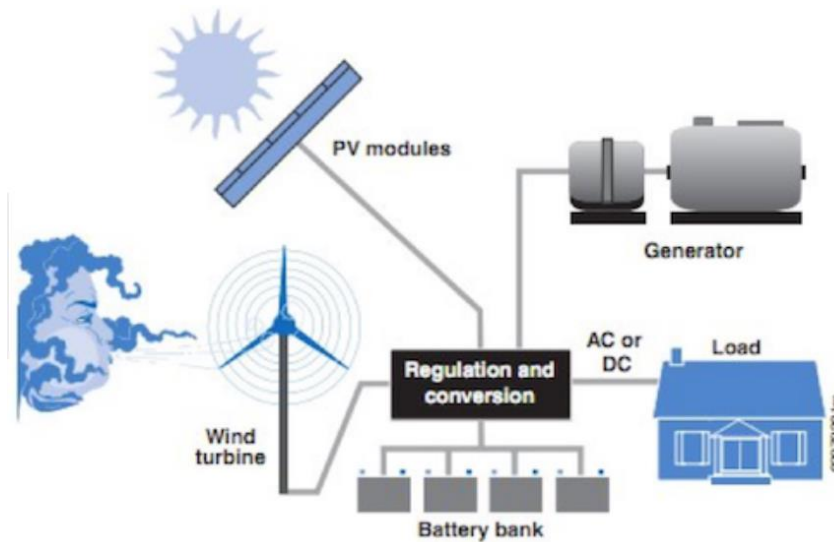 PV modules
Generator
AC or
DC
Load
Regulation and
conversion
Wind
turbine
Battery bank